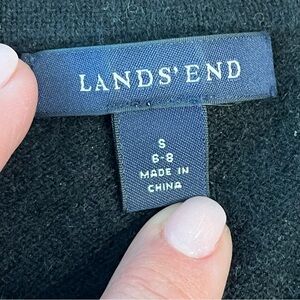 LANDS' END
S
6-8
MADE IN
CHINA